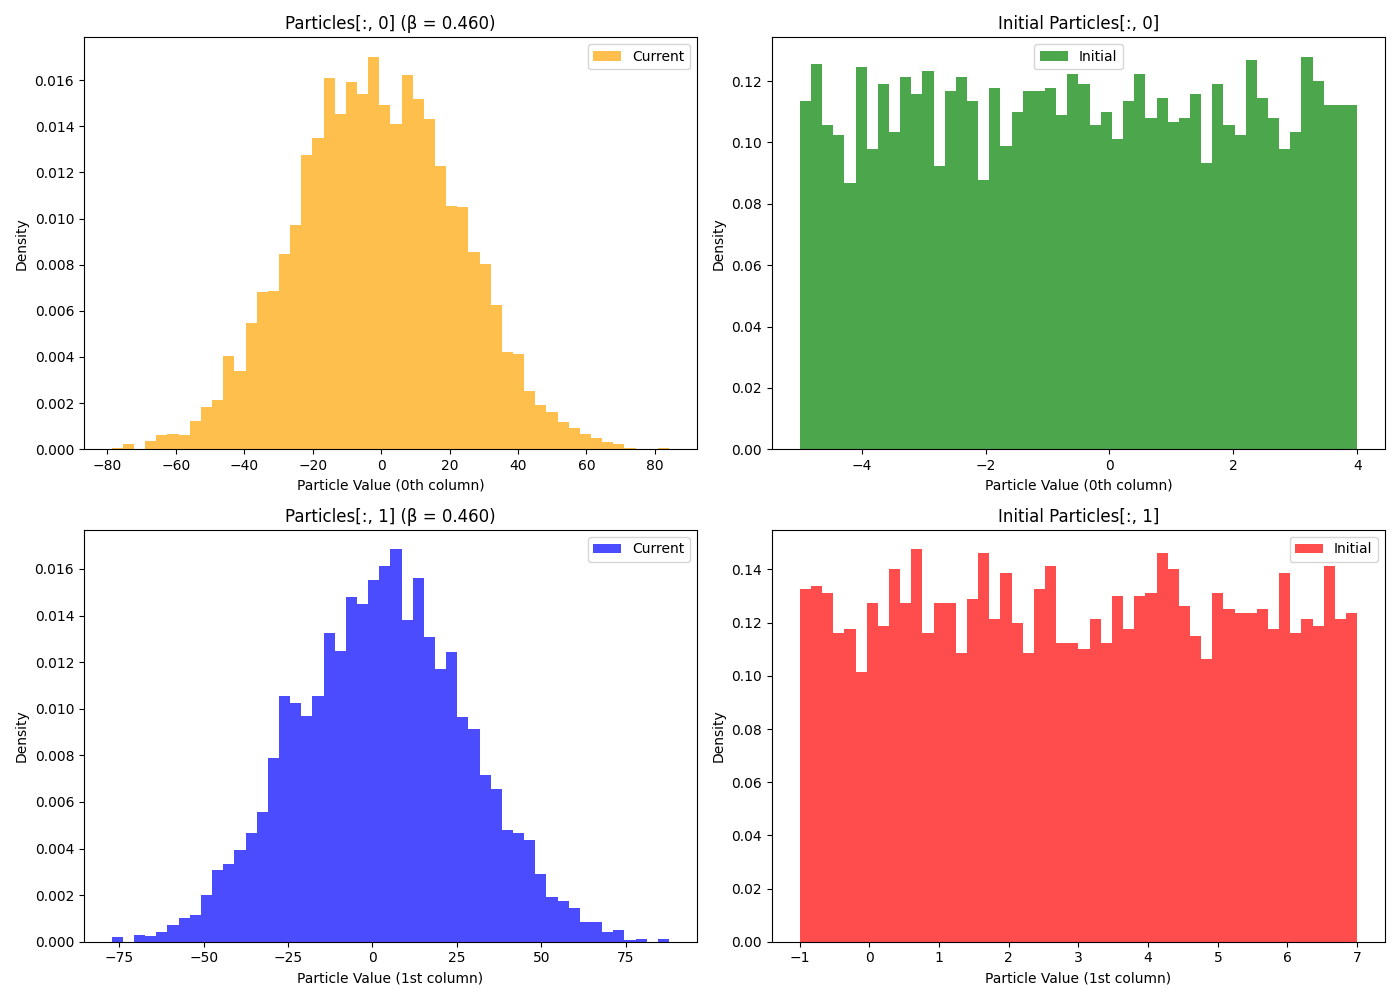 Particles[:, 0] (β = 0.460)
Current
0.016
0.014
0.012
0.010
0.008
0.006
0.004
0.002
0.000
Density
−80 −60 −40 −20 0 20 40 60 80
Particle Value (0th column)
Initial Particles[:, 0]
Initial
0.12
0.10
0.08
0.06
0.04
0.02
0.00
Density
−4 −2 0 2 4
Particle Value (0th column)
Particles[:, 1] (β = 0.460)
Current
0.016
0.014
0.012
0.010
0.008
0.006
0.004
0.002
0.000
Density
−75 −50 −25 0 25 50 75
Particle Value (1st column)
Initial Particles[:, 1]
Initial
0.14
0.12
0.10
0.08
0.06
0.04
0.02
0.00
Density
−1 0 1 2 3 4 5 6 7
Particle Value (1st column)